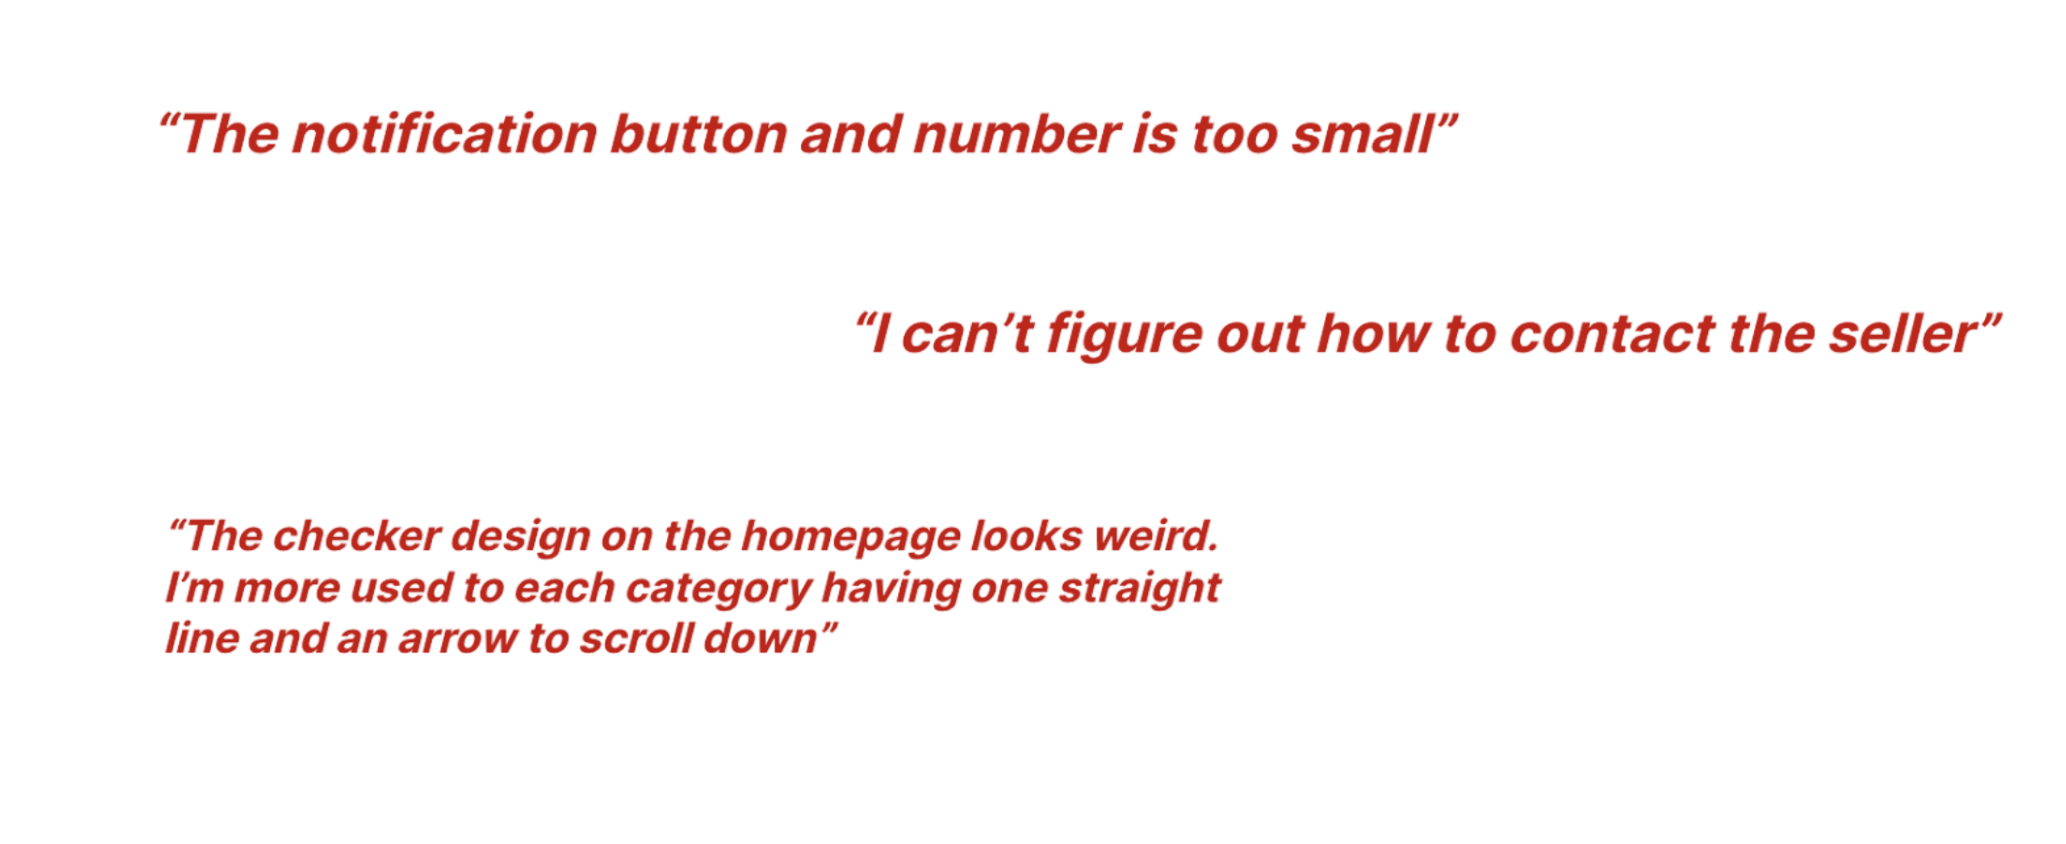 “The notification button and number is too small”
“I can’t figure out how to contact the seller”
“The checker design on the homepage looks weird.
I’m more used to each category having one straight
line and an arrow to scroll down”